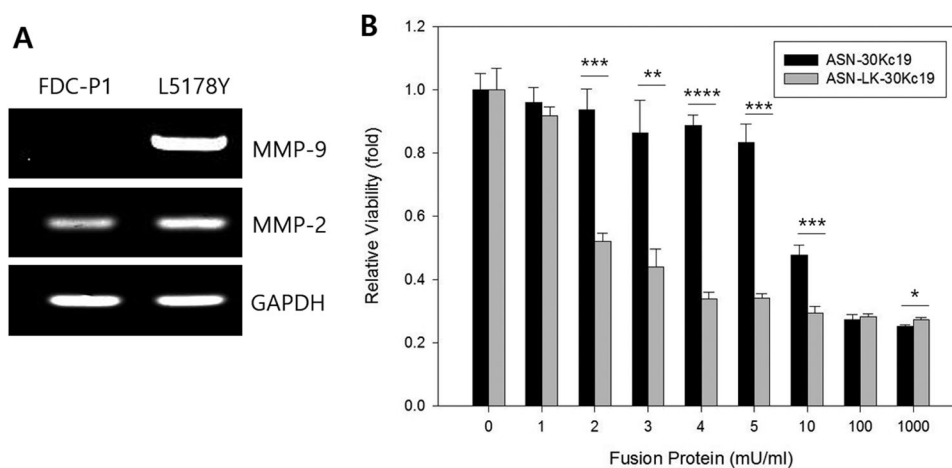 A
FDC-P1 L5178Y
MMP-9
MMP-2
GAPDH
B
Relative Viability (fold)
1.2
1.0
0.8
0.6
0.4
0.2
0.0
ASN-30Kc19
ASN-LK-30Kc19
*** ** **** *** *** *
0 1 2 3 4 5 10 100 1000
Fusion Protein (mU/ml)